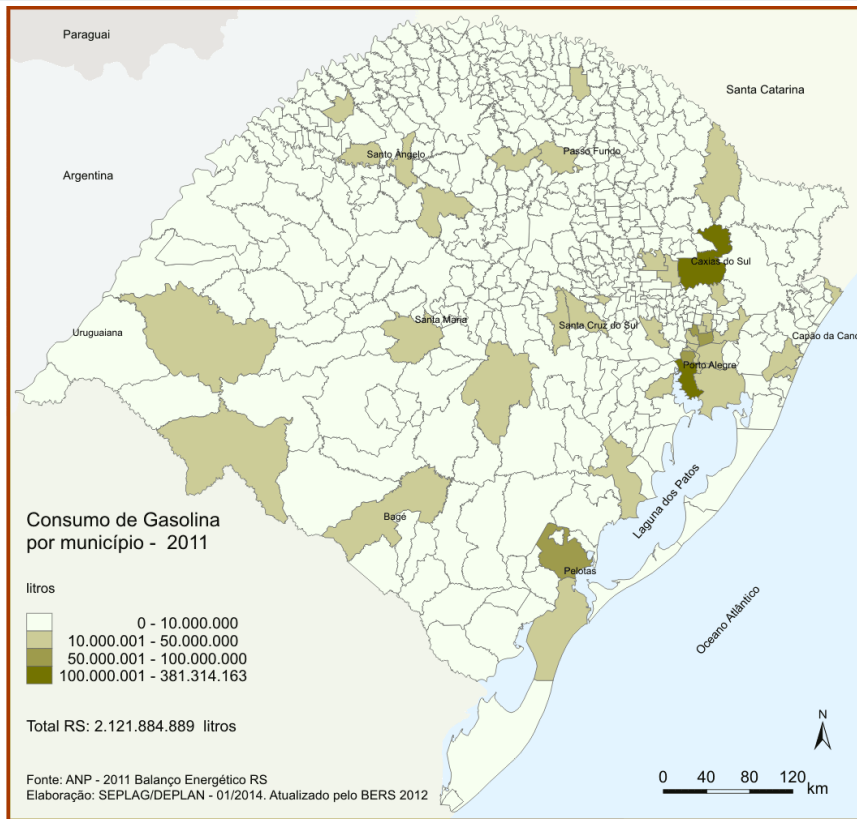 Paraguai
Santa Catarina
Argentina
Santo Ângelo
Passo Fundo
Caxias do Sul
Uruguaiana
Santa Maria
Santa Cruz do Sul
Capão da Cano
Porto Alegre
Laguna dos Patos
Bagé
Pelotas
Oceano Atlântico
Consumo de Gasolina
por município - 2011
litros
0 - 10.000.000
10.000.001 - 50.000.000
50.000.001 - 100.000.000
100.000.001 - 381.314.163
Total RS: 2.121.884.889 litros
N
0 40 80 120
km
Fonte: ANP - 2011 Balanço Energético RS
Elaboração: SEPLAG/DEPLAN - 01/2014. Atualizado pelo BERS 2012